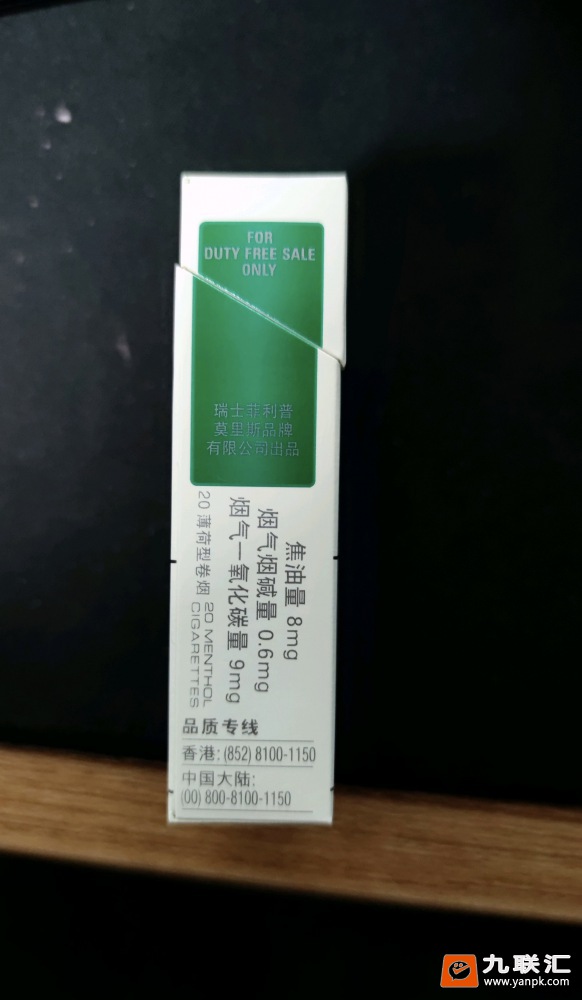 FOR
DUTY FREE SALE
ONLY
瑞士菲利普
莫里斯品牌
有限公司出品
焦油量 8mg
烟气烟碱量 0.6mg
烟气一氧化碳量 9mg
20 薄荷型卷烟 20 MENTHOL
CIGARETTES
品质专线
香港: (852) 8100-1150
中国大陆:
(00) 800-8100-1150
九联汇
www.yanpk.com